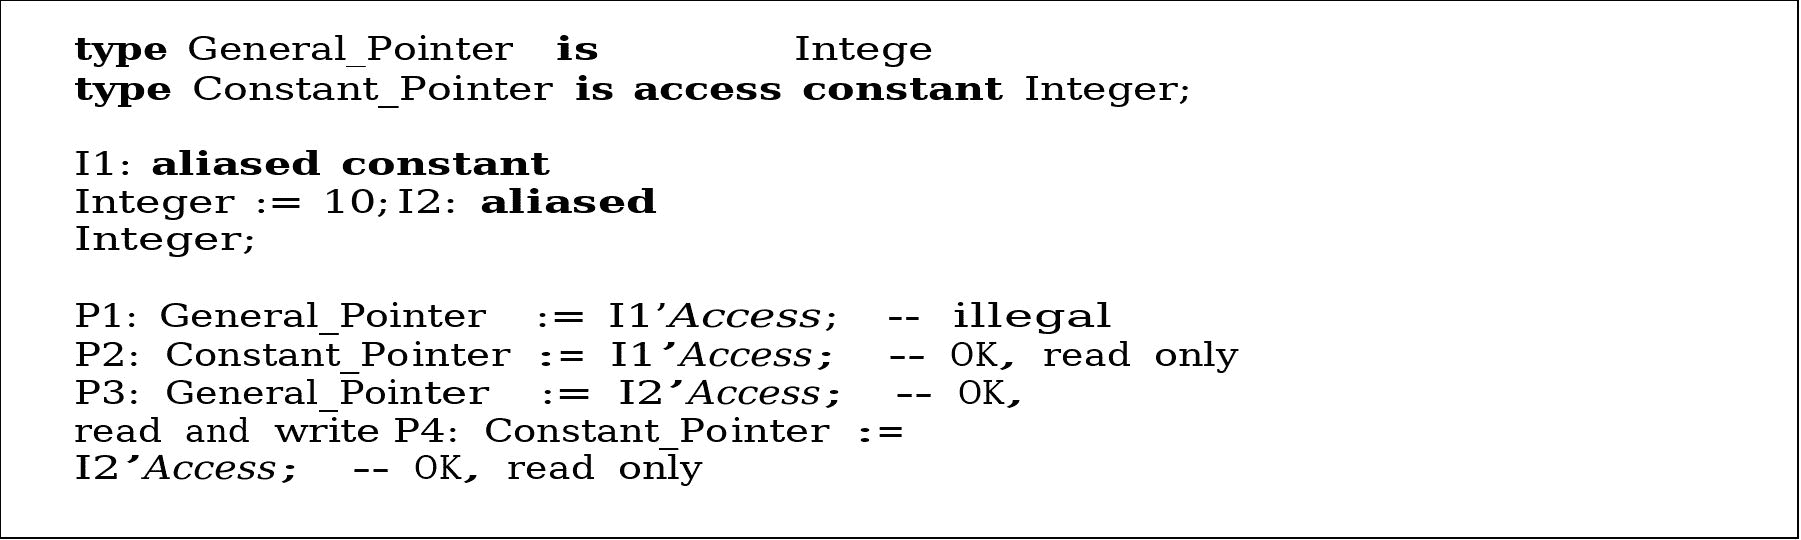 type General_Pointer is Intege
type Constant_Pointer is access constant Integer;
I1: aliased constant
Integer := 10; I2: aliased
Integer;
P1: General_Pointer := I1’Access; -- illegal
P2: Constant_Pointer := I1’Access; -- OK, read only
P3: General_Pointer := I2’Access; -- OK,
read and write P4: Constant_Pointer :=
I2’Access; -- OK, read only